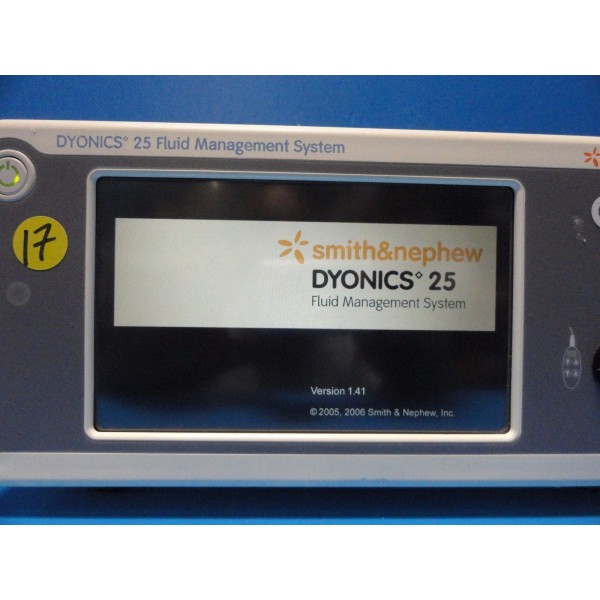 DYONICS° 25 Fluid Management System
17
smith&nephew
DYONICS° 25
Fluid Management System
Version 1.41
© 2005, 2006 Smith & Nephew, Inc.